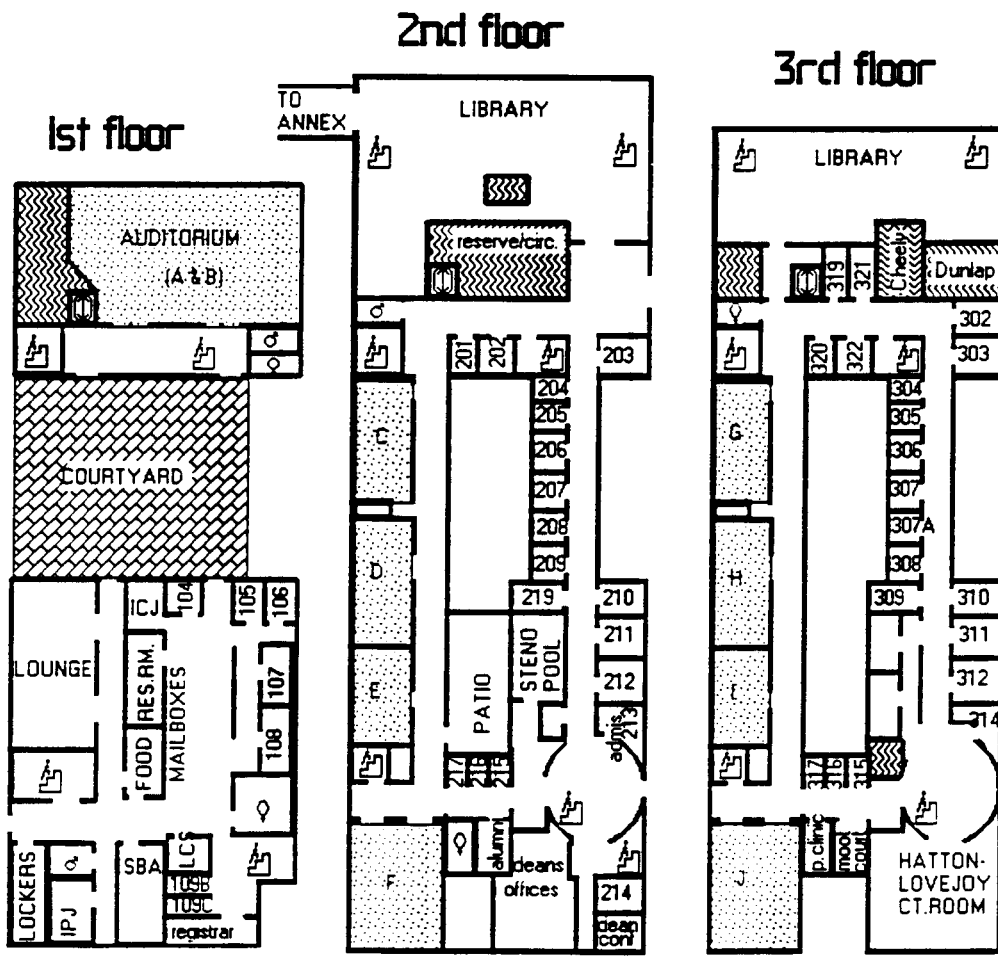 1st floor
AUDITORIUM
(A & B)
COURTYARD
LOUNGE
ICJ
104
105
106
RES.RM.
MAILBOXES
107
FOOD
108
LOCKERS
IPJ
SBA
LCS
109B
109C
registrar
2nd floor
TO
ANNEX
LIBRARY
reserve/circ.
201
202
203
204
205
206
207
208
209
C
D
E
F
219
210
211
212
213
admis.
STENO
POOL
PATIO
217
216
215
alumni
deans
offices
214
dean
conf
3rd floor
LIBRARY
319
321
Cheely
Dunlap
302
303
320
322
304
305
306
307
307A
308
G
H
I
J
309
310
311
312
314
317
316
315
p. clinic
moot
court
HATTON-
LOVEJOY
CT.ROOM